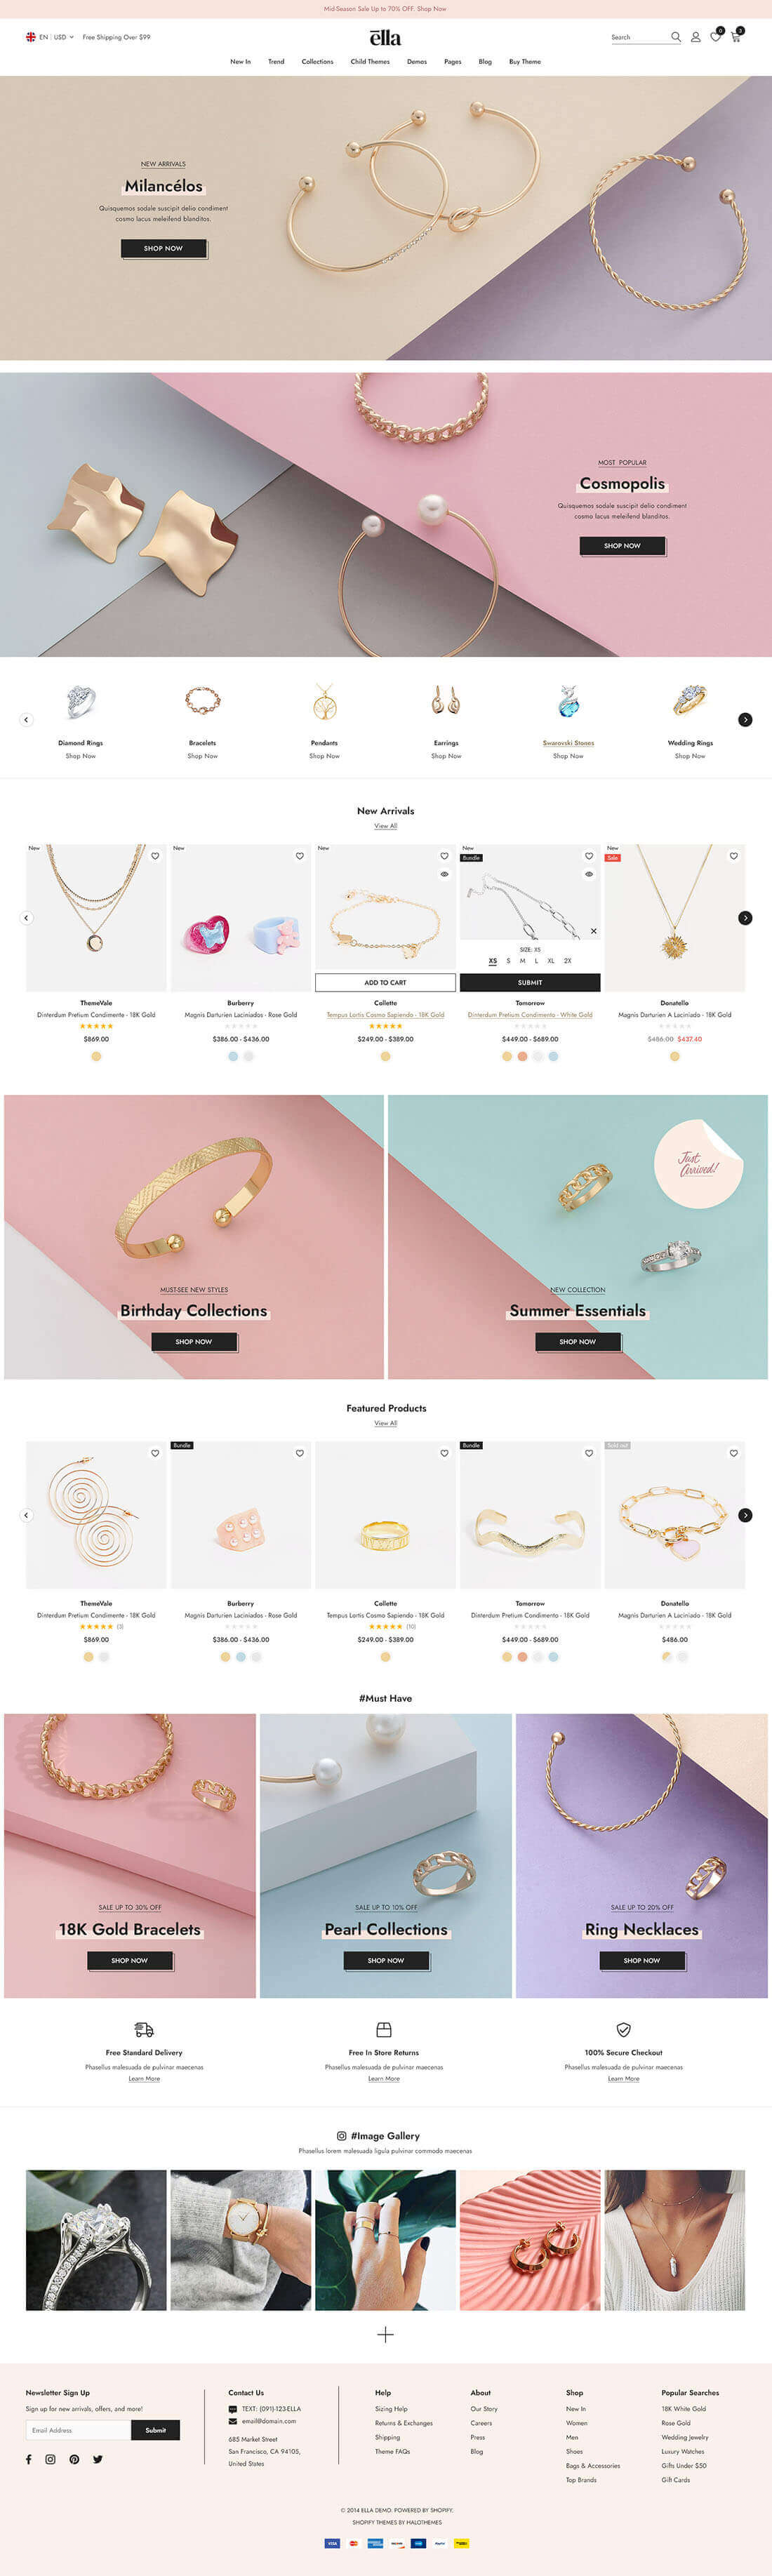 Mid-Season Sale Up to 70% OFF. Shop Now
EN USD Free Shipping Over $99
ella
Search
0
3
New In Trend Collections Child Themes Demos Pages Blog Buy Theme
NEW ARRIVALS
Milancélos
Quisquemos sodale suscipit delio condiment
cosmo lacus meleifend blanditos.
SHOP NOW
MOST POPULAR
Cosmopolis
Quisquemos sodale suscipit delio condiment
cosmo lacus meleifend blanditos.
SHOP NOW
Diamond Rings Bracelets Pendants Earrings Swarovski Stones Wedding Rings
Shop Now Shop Now Shop Now Shop Now Shop Now Shop Now
New Arrivals
View All
New New New New New
Bundle Sale
SIZE: XS
XS S M L XL 2X
ADD TO CART SUBMIT
ThemeVale Burberry Collette Tomorrow Donatello
Dinterdum Pretium Condimente - 18K Gold Magnis Darturien Laciniados - Rose Gold Tempus Lortis Cosmo Sapiendo - 18K Gold Dinterdum Pretium Condimento - White Gold Magnis Darturien A Laciniado - 18K Gold
$869.00 $386.00 - $436.00 $249.00 - $389.00 $449.00 - $689.00 $486.00 $437.40
Just
Arrived!
MUST-SEE NEW STYLES
Birthday Collections
SHOP NOW
NEW COLLECTION
Summer Essentials
SHOP NOW
Featured Products
View All
Bundle Bundle Sold out
ThemeVale Burberry Collette Tomorrow Donatello
Dinterdum Pretium Condimente - 18K Gold Magnis Darturien Laciniados - Rose Gold Tempus Lortis Cosmo Sapiendo - 18K Gold Dinterdum Pretium Condimento - 18K Gold Magnis Darturien A Laciniado - 18K Gold
(3) (10)
$869.00 $386.00 - $436.00 $249.00 - $389.00 $449.00 - $689.00 $486.00
#Must Have
SALE UP TO 30% OFF
18K Gold Bracelets
SHOP NOW
SALE UP TO 10% OFF
Pearl Collections
SHOP NOW
SALE UP TO 20% OFF
Ring Necklaces
SHOP NOW
Free Standard Delivery Free In Store Returns 100% Secure Checkout
Phasellus malesuada de pulvinar maecenas Phasellus malesuada de pulvinar maecenas Phasellus malesuada de pulvinar maecenas
Learn More Learn More Learn More
#Image Gallery
Phasellus lorem malesuada ligula pulvinar commodo maecenas
Newsletter Sign Up
Sign up for new arrivals, offers, and more!
Email Address Submit
Contact Us
TEXT: (091)-123-ELLA
email@domain.com
685 Market Street
San Francisco, CA 94105,
United States
Help
Sizing Help
Returns & Exchanges
Shipping
Theme FAQs
About
Our Story
Careers
Press
Blog
Shop
New In
Women
Men
Shoes
Bags & Accessories
Top Brands
Popular Searches
18K White Gold
Rose Gold
Wedding Jewelry
Luxury Watches
Gifts Under $50
Gift Cards
© 2014 ELLA DEMO. POWERED BY SHOPIFY.
SHOPIFY THEMES BY HALOTHEMES
VISA